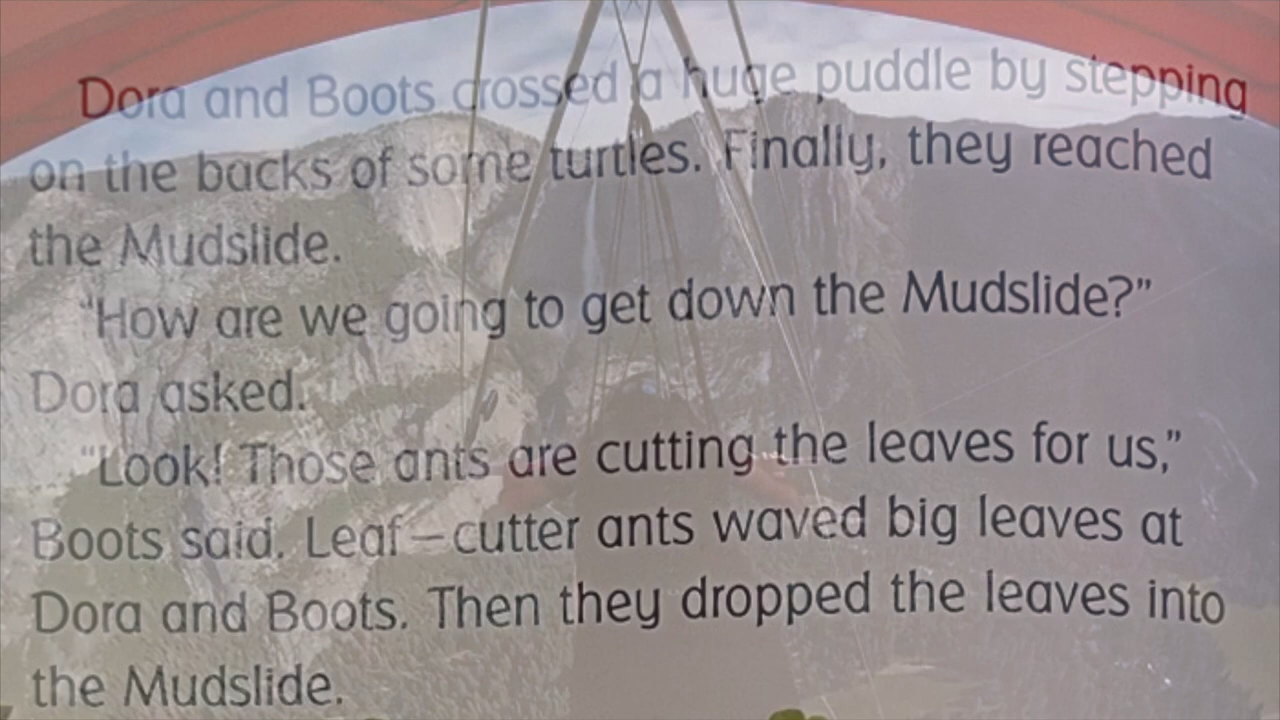 Dora and Boots crossed a huge puddle by stepping
on the backs of some turtles. Finally, they reached
the Mudslide.
"How are we going to get down the Mudslide?"
Dora asked.
"Look! Those ants are cutting the leaves for us,"
Boots said. Leaf–cutter ants waved big leaves at
Dora and Boots. Then they dropped the leaves into
the Mudslide.